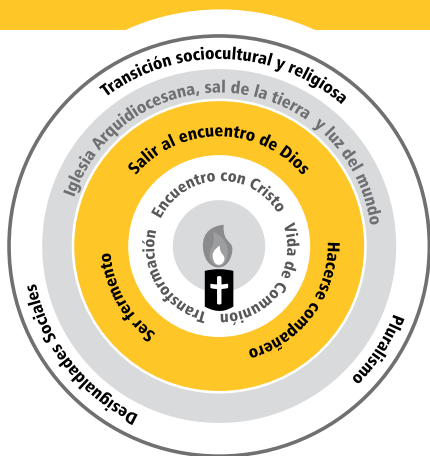 Transición sociocultural y religiosa
Iglesia Arquidiocesana, sal de la tierra y luz del mundo
Salir al encuentro de Dios
Encuentro con Cristo
Vida de Comunión
Transformación
Hacerse compañero
Ser fermento
Pluralismo
Desigualdades Sociales